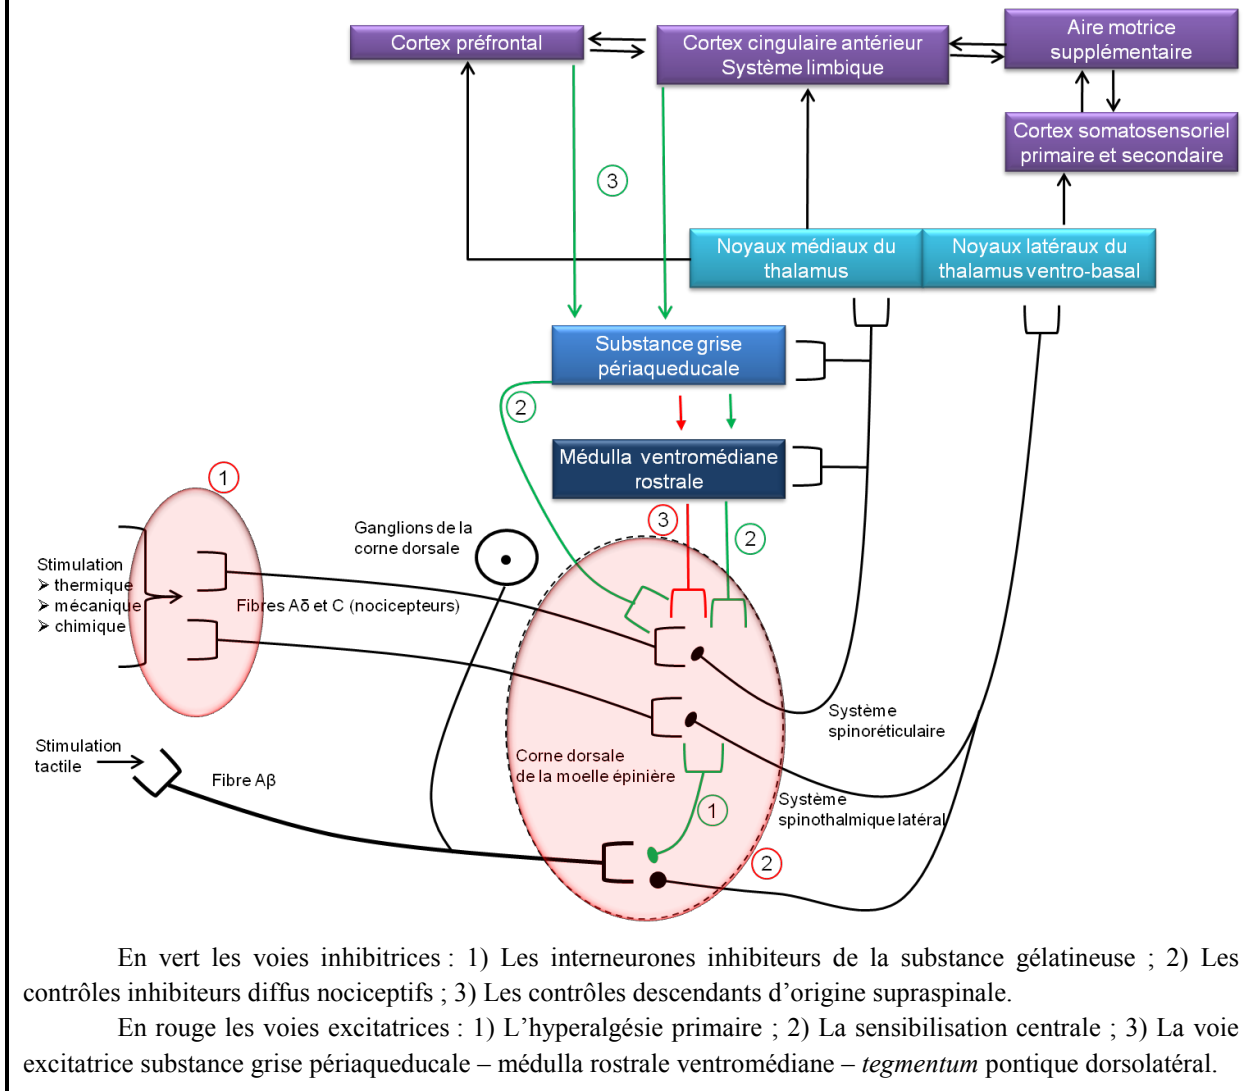 Cortex préfrontal
Cortex cingulaire antérieur
Système limbique
Aire motrice
supplémentaire
Cortex somatosensoriel
primaire et secondaire
3
Noyaux médiaux du
thalamus
Noyaux latéraux du
thalamus ventro-basal
Substance grise
périaqueducale
2
Médulla ventromédiane
rostrale
1
3
2
Ganglions de la
corne dorsale
Stimulation
➢ thermique
➢ mécanique
➢ chimique
Fibres Aδ et C (nocicepteurs)
Système
spinoréticulaire
Stimulation
tactile
Fibre Aβ
Corne dorsale
de la moelle épinière
1
Système
spinothalmique latéral
2
En vert les voies inhibitrices : 1) Les interneurones inhibiteurs de la substance gélatineuse ; 2) Les
contrôles inhibiteurs diffus nociceptifs ; 3) Les contrôles descendants d’origine supraspinale.
En rouge les voies excitatrices : 1) L’hyperalgésie primaire ; 2) La sensibilisation centrale ; 3) La voie
excitatrice substance grise périaqueducale – médulla rostrale ventromédiane – tegmentum pontique dorsolatéral.